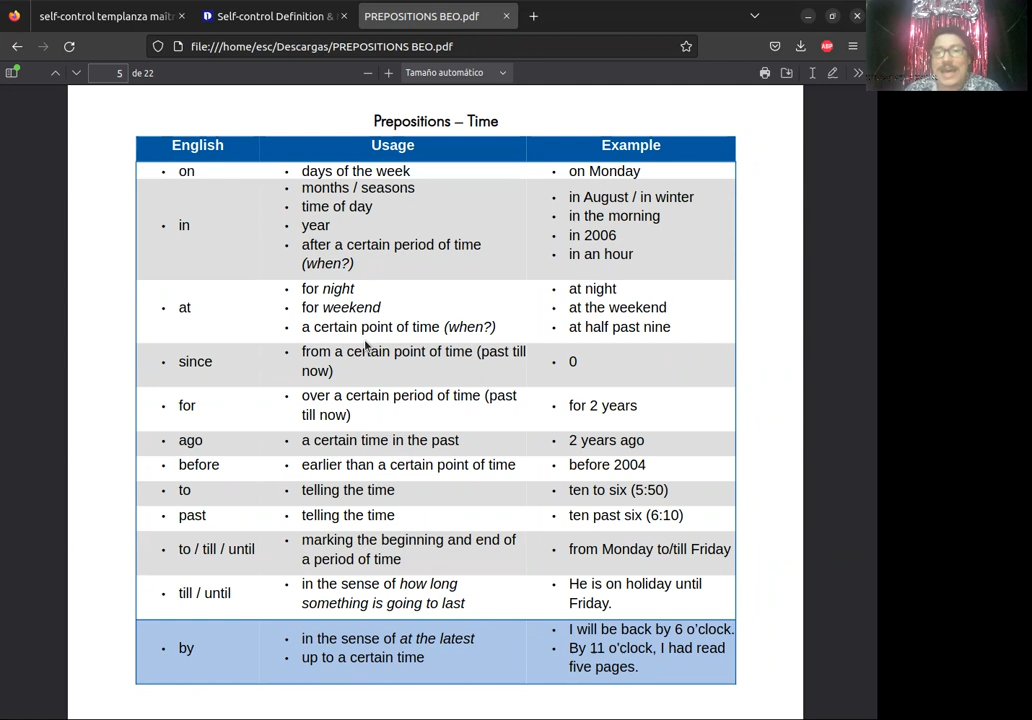 self-control templanza maîtr
Self-control Definition &
PREPOSITIONS BEO.pdf
file:///home/esc/Descargas/PREPOSITIONS BEO.pdf
ABP
5 de 22
Tamaño automático
Prepositions – Time
English Usage Example
• on • days of the week • on Monday
• in • months / seasons • in August / in winter
• time of day • in the morning
• year • in 2006
• after a certain period of time (when?) • in an hour
• at • for night • at night
• for weekend • at the weekend
• a certain point of time (when?) • at half past nine
• since • from a certain point of time (past till
now) • 0
• for • over a certain period of time (past
till now) • for 2 years
• ago • a certain time in the past • 2 years ago
• before • earlier than a certain point of time • before 2004
• to • telling the time • ten to six (5:50)
• past • telling the time • ten past six (6:10)
• to / till / until • marking the beginning and end of
a period of time • from Monday to/till Friday
• till / until • in the sense of how long
something is going to last • He is on holiday until
Friday.
• by • in the sense of at the latest
• up to a certain time
• I will be back by 6 o'clock.
• By 11 o'clock, I had read
five pages.